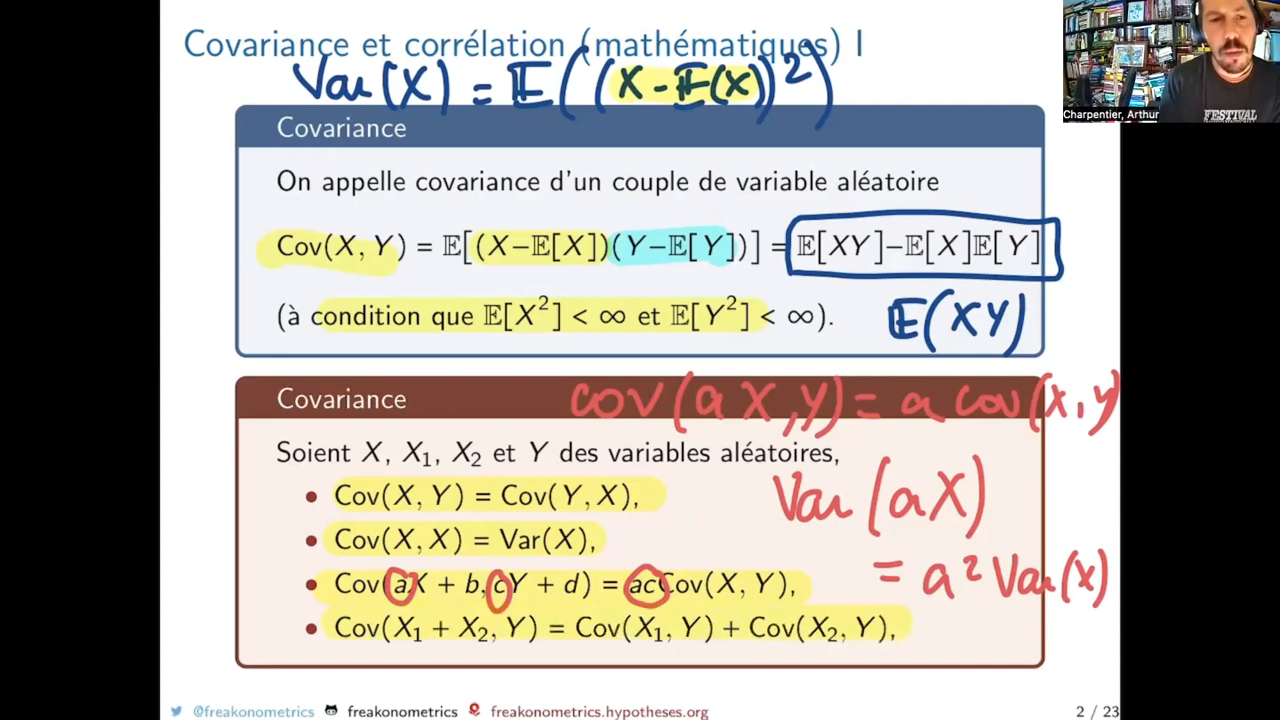 Covariance et corrélation (mathématiques) I
Var(X) = 𝔼((X-𝔼(X))²)
Covariance
On appelle covariance d'un couple de variable aléatoire
Cov(X, Y) = 𝔼[(X−𝔼[X])(Y−𝔼[Y])] = 𝔼[XY]−𝔼[X]𝔼[Y]
(à condition que 𝔼[X²] < ∞ et 𝔼[Y²] < ∞).
𝔼(XY)
Covariance
cov(aX,Y) = a cov(X,Y)
Soient X, X₁, X₂ et Y des variables aléatoires,
• Cov(X, Y) = Cov(Y, X),
Var(aX)
• Cov(X, X) = Var(X),
• Cov(aX + b, cY + d) = acCov(X, Y),
= a² Var(X)
• Cov(X₁ + X₂, Y) = Cov(X₁, Y) + Cov(X₂, Y),
@freakonometrics freakonometrics freakonometrics.hypotheses.org 2 / 23
Charpentier, Arthur
FESTIVAL